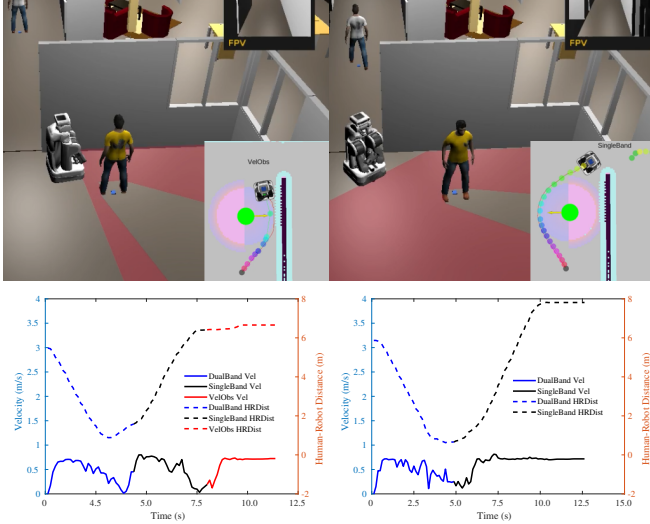 FPV
FPV
VelObs
SingleBand
4
3.5
3
2.5
2
1.5
1
0.5
0
Velocity (m/s)
8
6
4
2
0
-2
Human-Robot Distance (m)
DualBand Vel
SingleBand Vel
VelObs Vel
DualBand HRDist
SingleBand HRDist
VelObs HRDist
0
4.5
5.0
7.5
10.0
12.5
Time (s)
4
3.5
3
2.5
2
1.5
1
0.5
0
Velocity (m/s)
8
6
4
2
0
-2
Human-Robot Distance (m)
DualBand Vel
SingleBand Vel
DualBand HRDist
SingleBand HRDist
0
2.5
5.0
7.5
10.0
12.5
15.0
Time (s)